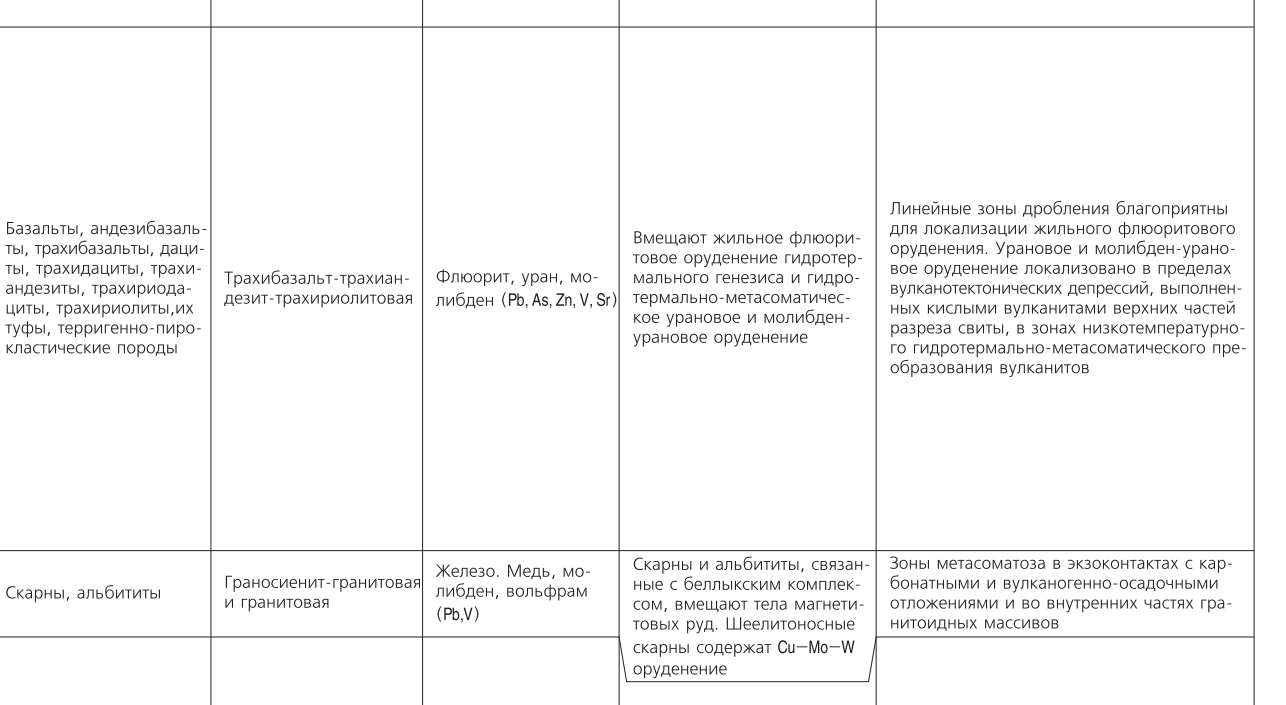 Базальты, андезибазаль-
ты, трахибазальты, даци-
ты, трахидациты, трахи-
андезиты, трахириода-
циты, трахириолиты,их
туфы, терригенно-пиро-
кластические породы
Трахибазальт-трахиан-
дезит-трахириолитовая
Флюорит, уран, мо-
либден (Pb, As, Zn, V, Sr)
Вмещают жильное флюори-
товое оруденение гидротер-
мального генезиса и гидро-
термально-метасоматичес-
кое урановое и молибден-
урановое оруденение
Линейные зоны дробления благоприятны
для локализации жильного флюоритового
оруденения. Урановое и молибден-урано-
вое оруденение локализовано в пределах
вулканотектонических депрессий, выполнен-
ных кислыми вулканитами верхних частей
разреза свиты, в зонах низкотемпературно-
го гидротермально-метасоматического пре-
образования вулканитов
Скарны, альбититы
Граносиенит-гранитовая
и гранитовая
Железо. Медь, мо-
либден, вольфрам
(Pb,V)
Скарны и альбититы, связан-
ные с беллыкским комплек-
сом, вмещают тела магнети-
товых руд. Шеелитоносные
скарны содержат Cu–Mo–W
оруденение
Зоны метасоматоза в экзоконтактах с кар-
бонатными и вулканогенно-осадочными
отложениями и во внутренних частях гра-
нитоидных массивов